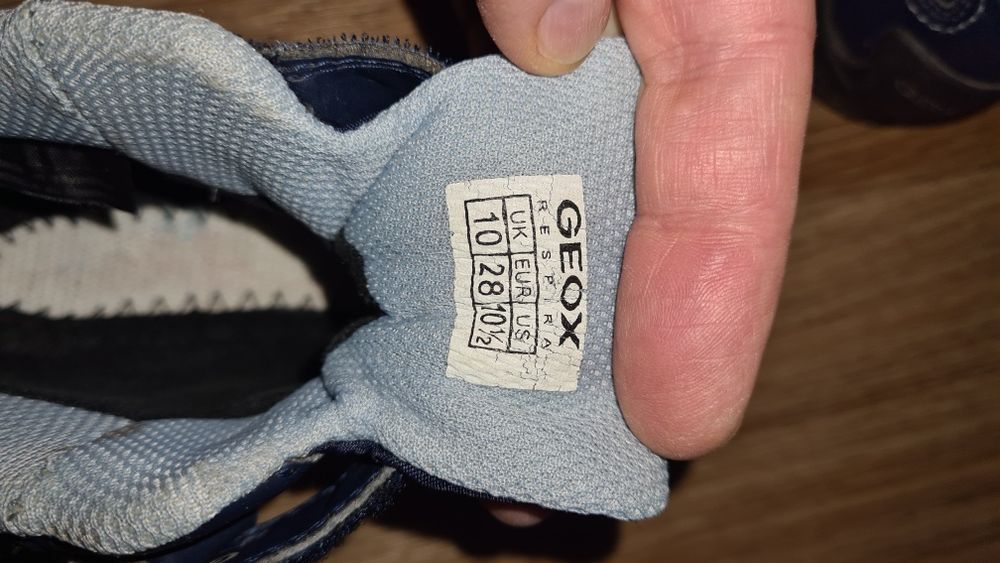 GEOX
RESPIRA
UK EUR US
10 28 10½